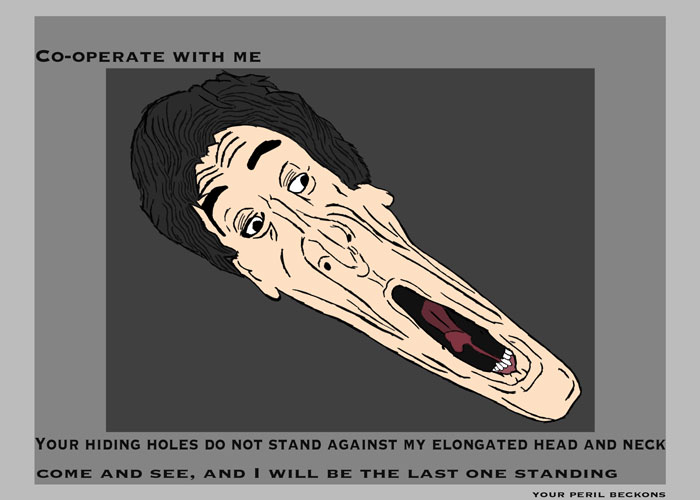 Co-operate with me
Your hiding holes do not stand against my elongated head and neck
come and see, and I will be the last one standing
your peril beckons